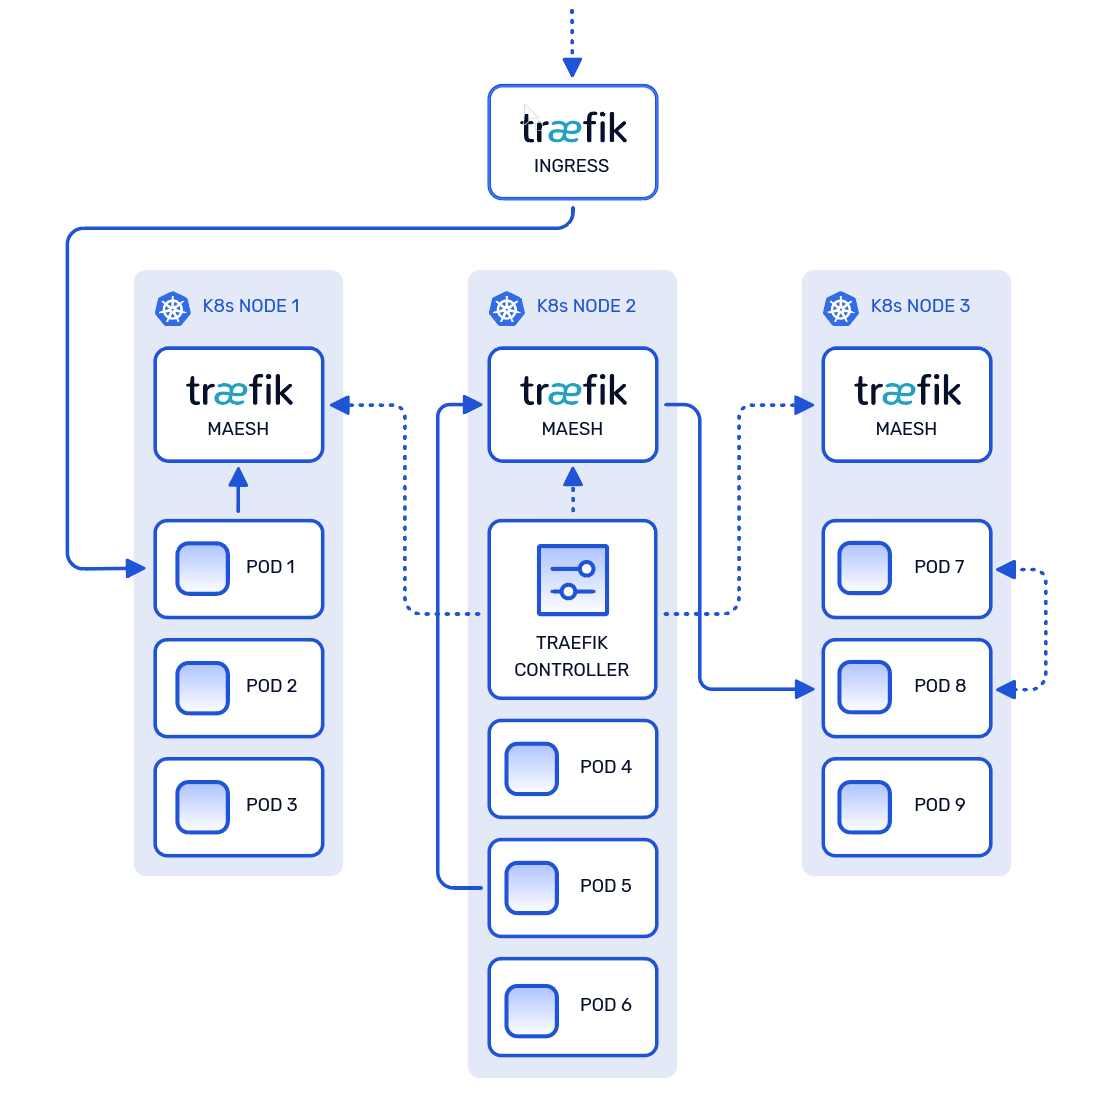 træfik
INGRESS
K8s NODE 1
træfik
MAESH
POD 1
POD 2
POD 3
K8s NODE 2
træfik
MAESH
TRAEFIK
CONTROLLER
POD 4
POD 5
POD 6
K8s NODE 3
træfik
MAESH
POD 7
POD 8
POD 9